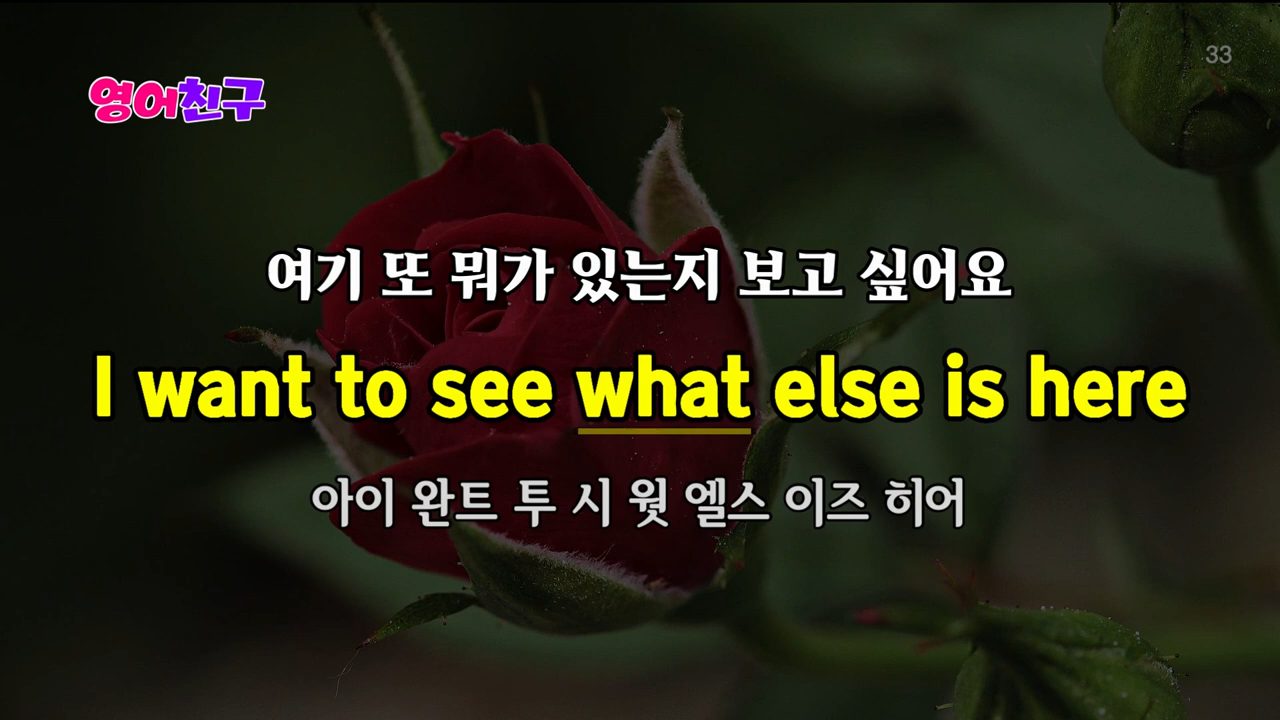 33
영어친구
여기 또 뭐가 있는지 보고 싶어요
I want to see what else is here
아이 완트 투 시 웟 엘스 이즈 히어